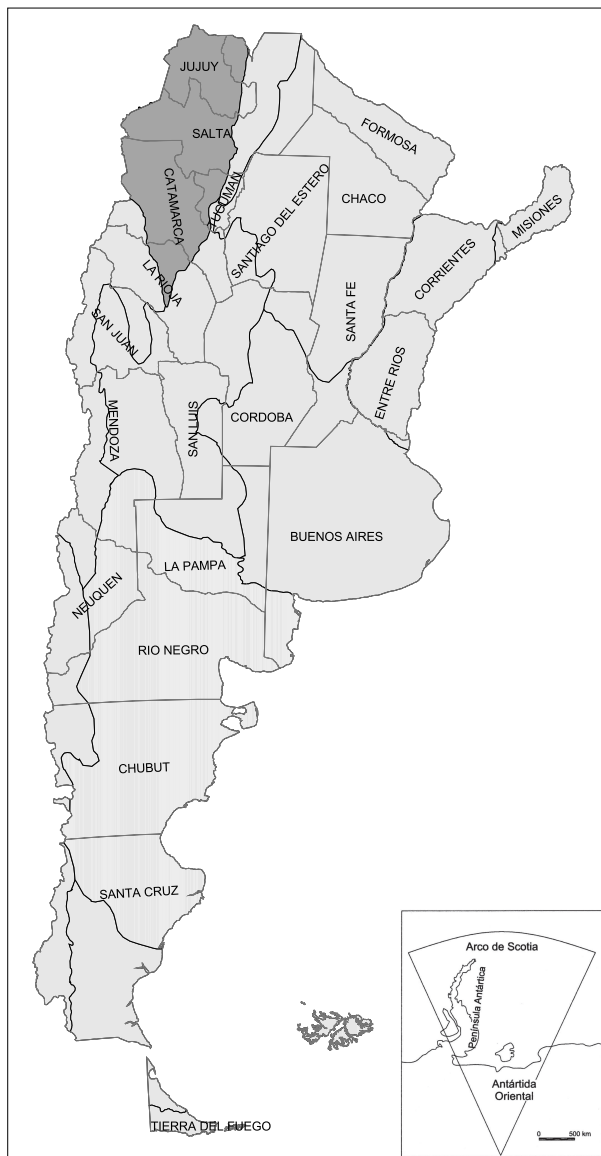 JUJUY
SALTA
FORMOSA
CATAMARCA
TUCUMAN
SANTIAGO DEL ESTERO
CHACO
MISIONES
CORRIENTES
LA RIOJA
SANTA FE
SAN JUAN
ENTRE RIOS
MENDOZA
SAN LUIS
CORDOBA
BUENOS AIRES
LA PAMPA
NEUQUEN
RIO NEGRO
CHUBUT
SANTA CRUZ
TIERRA DEL FUEGO
Arco de Scotia
Península Antártica
Antártida
Oriental
0 500 km